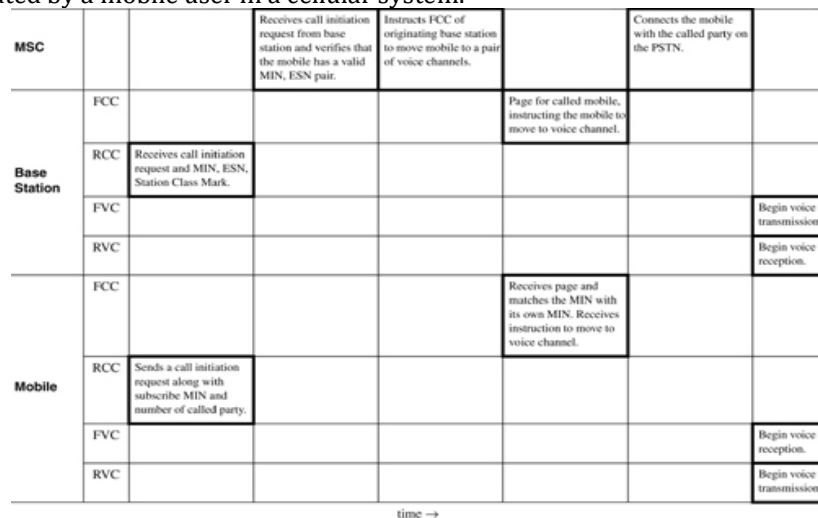 ated by a mobile user in a cellular system.
MSC
Receives call initiation
request from base
station and verifies that
the mobile has a valid
MIN, ESN pair.
Instructs FCC of
originating base station
to move mobile to a pair
of voice channels.
Connects the mobile
with the called party on
the PSTN.
Base
Station
FCC
Page for called mobile,
instructing the mobile to
move to voice channel.
RCC
Receives call initiation
request and MIN, ESN,
Station Class Mark.
FVC
Begin voice
transmission
RVC
Begin voice
reception.
Mobile
FCC
Receives page and
matches the MIN with
its own MIN. Receives
instruction to move to
voice channel.
RCC
Sends a call initiation
request along with
subscribe MIN and
number of called party.
FVC
Begin voice
reception.
RVC
Begin voice
transmission
time →